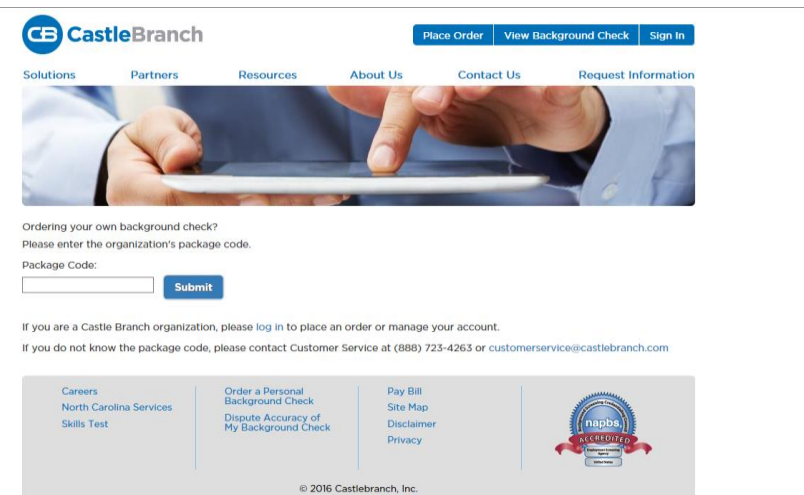 CB CastleBranch
Place Order View Background Check Sign In
Solutions Partners Resources About Us Contact Us Request Information
Ordering your own background check?
Please enter the organization's package code.
Package Code:
Submit
If you are a Castle Branch organization, please log in to place an order or manage your account.
If you do not know the package code, please contact Customer Service at (888) 723-4263 or customerservice@castlebranch.com
Careers
North Carolina Services
Skills Test
Order a Personal
Background Check
Dispute Accuracy of
My Background Check
Pay Bill
Site Map
Disclaimer
Privacy
napbs
ACCREDITED
© 2016 Castlebranch, Inc.